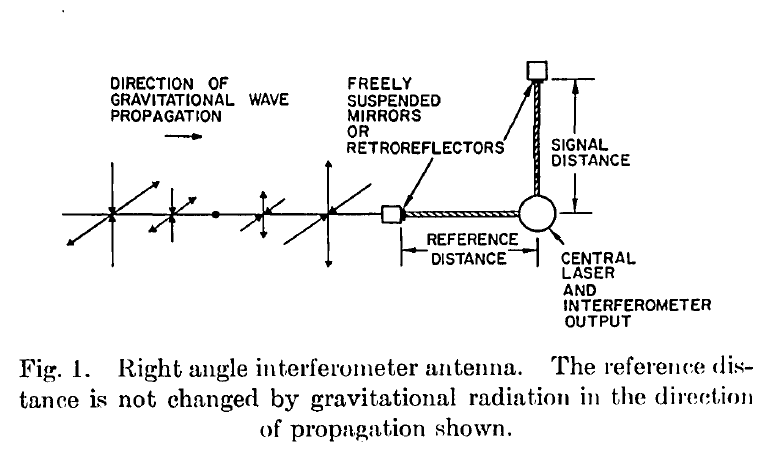 DIRECTION OF
GRAVITATIONAL WAVE
PROPAGATION
FREELY
SUSPENDED
MIRRORS
OR
RETROREFLECTORS
SIGNAL
DISTANCE
REFERENCE
DISTANCE
CENTRAL
LASER
AND
INTERFEROMETER
OUTPUT
Fig. 1. Right angle interferometer antenna. The reference dis-
tance is not changed by gravitational radiation in the direction
of propagation shown.